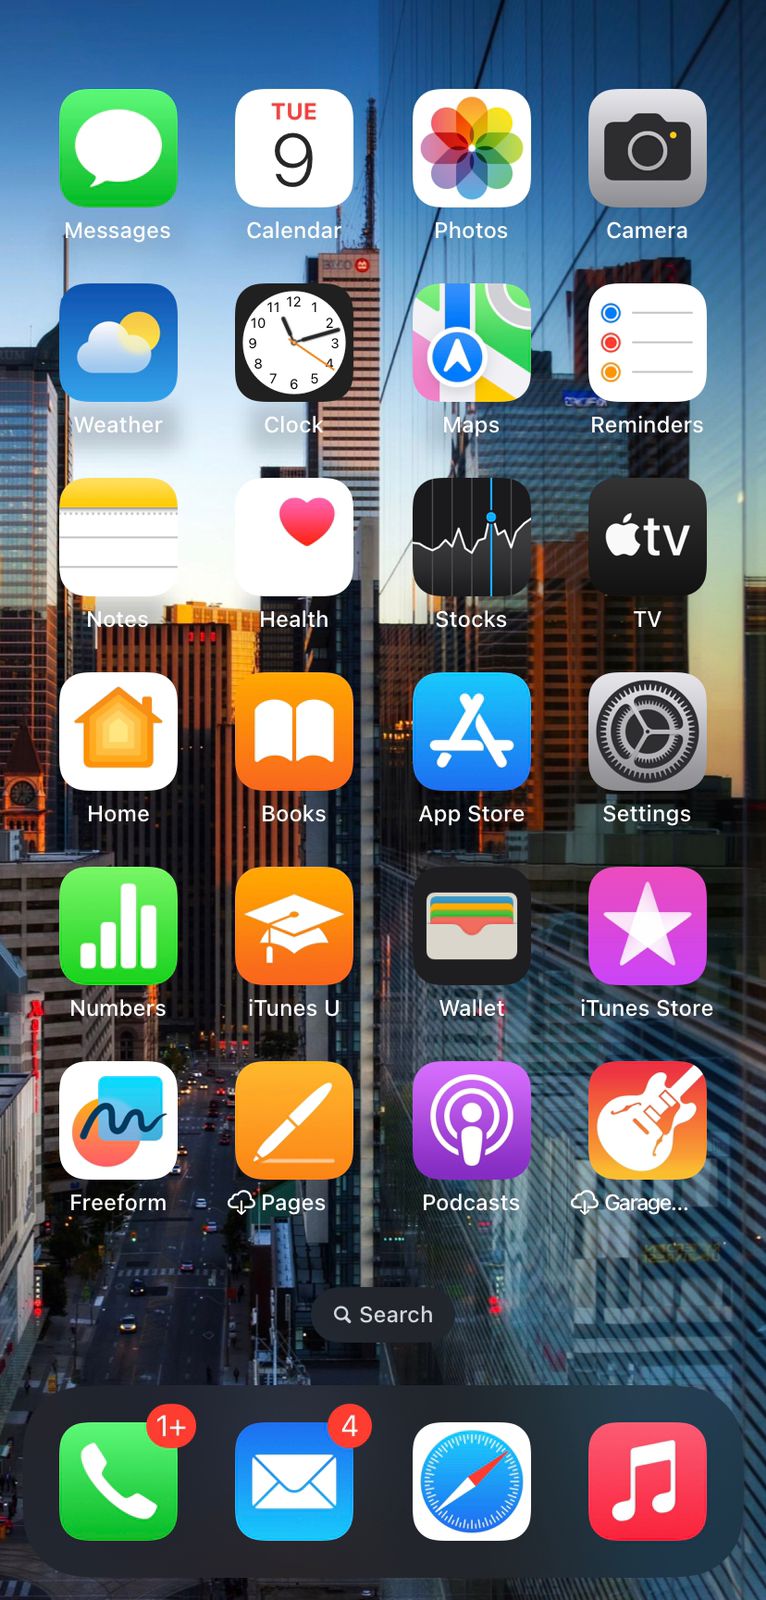 TUE
9
Messages
Calendar
Photos
Camera
12
11
1
10
2
9
3
8
4
7
5
6
tv
Weather
Clock
Maps
Reminders
Notes
Health
Stocks
TV
Home
Books
App Store
Settings
Numbers
iTunes U
Wallet
iTunes Store
Freeform
Pages
Podcasts
Garage...
Search
1+
4